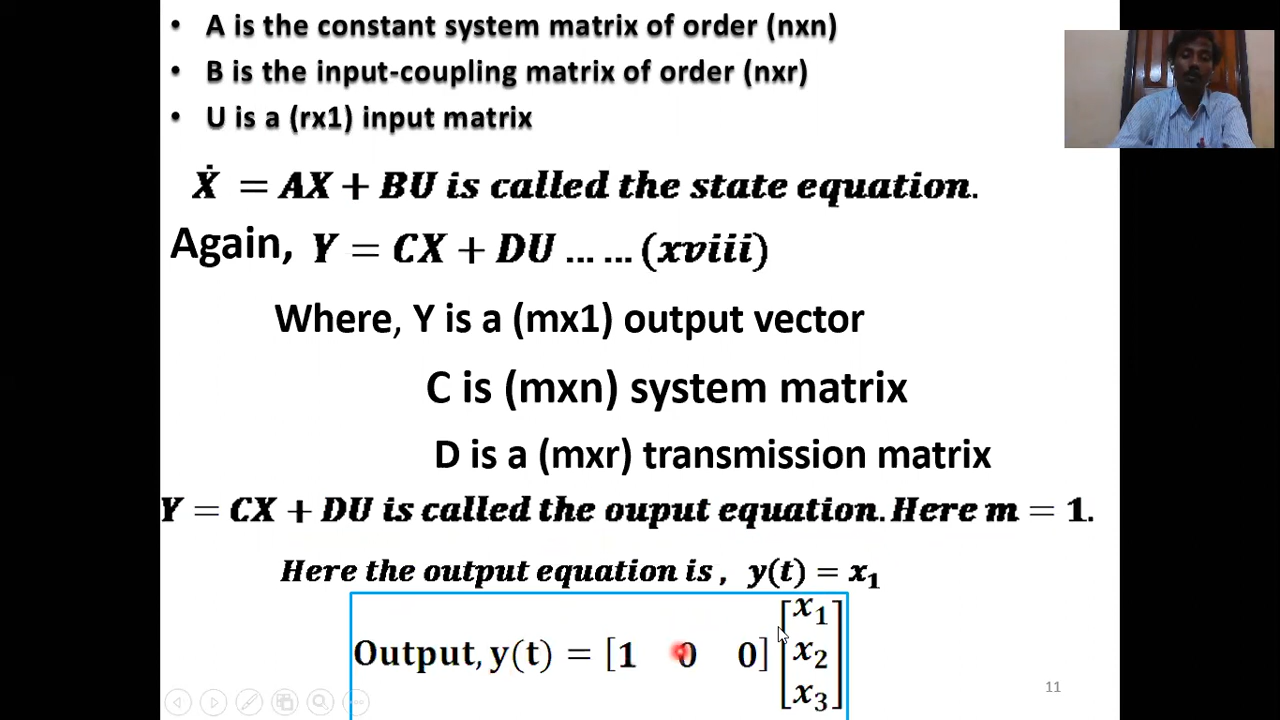 • A is the constant system matrix of order (nxn)
• B is the input-coupling matrix of order (nxr)
• U is a (rx1) input matrix
Ẋ = AX + BU is called the state equation.
Again, Y = CX + DU … … (xviii)
Where, Y is a (mx1) output vector
C is (mxn) system matrix
D is a (mxr) transmission matrix
Y = CX + DU is called the ouput equation. Here m = 1.
Here the output equation is , y(t) = x₁
Output, y(t) = [1 0 0] [x₁ x₂ x₃]
11